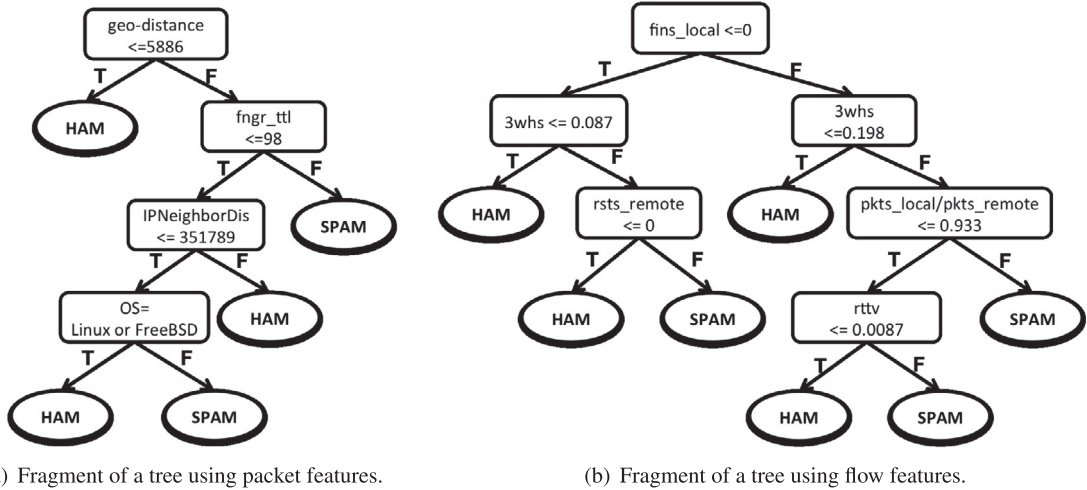 geo-distance
<=5886
T
F
HAM
fngr_ttl
<=98
T
F
IPNeighborDis
<= 351789
SPAM
T
F
OS=
Linux or FreeBSD
HAM
T
F
HAM
SPAM
) Fragment of a tree using packet features.
fins_local <=0
T
F
3whs <= 0.087
3whs
<=0.198
T
F
T
F
HAM
rsts_remote
<= 0
HAM
pkts_local/pkts_remote
<= 0.933
T
F
T
F
HAM
SPAM
rttv
<= 0.0087
SPAM
T
F
HAM
SPAM
(b) Fragment of a tree using flow features.